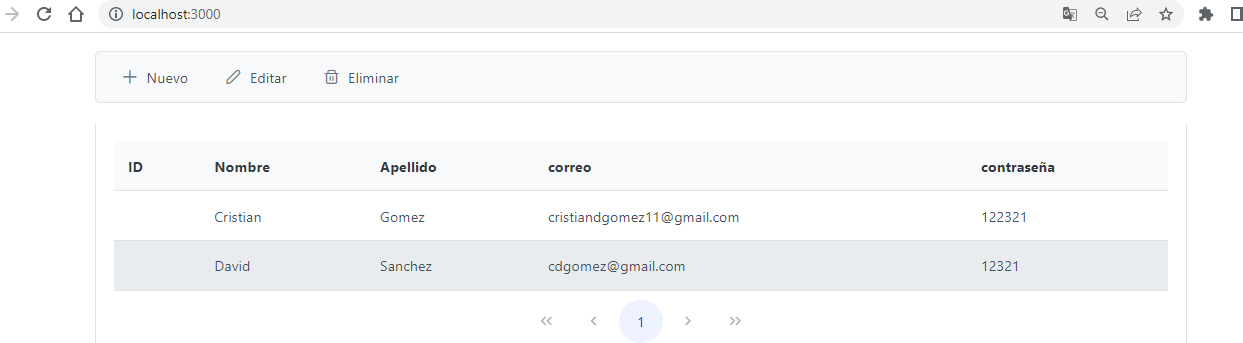 localhost:3000
Nuevo Editar Eliminar
ID Nombre Apellido correo contraseña
Cristian Gomez cristiandgomez11@gmail.com 122321
David Sanchez cdgomez@gmail.com 12321
1